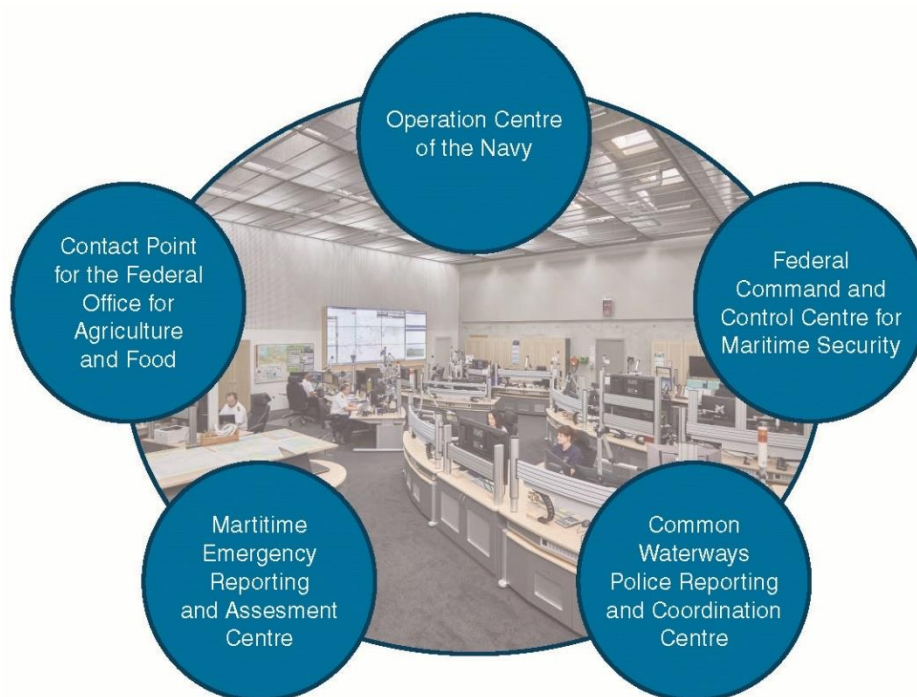 Operation Centre
of the Navy
Contact Point
for the Federal
Office for
Agriculture
and Food
Federal
Command and
Control Centre for
Maritime Security
Martitime
Emergency
Reporting
and Assesment
Centre
Common
Waterways
Police Reporting
and Coordination
Centre